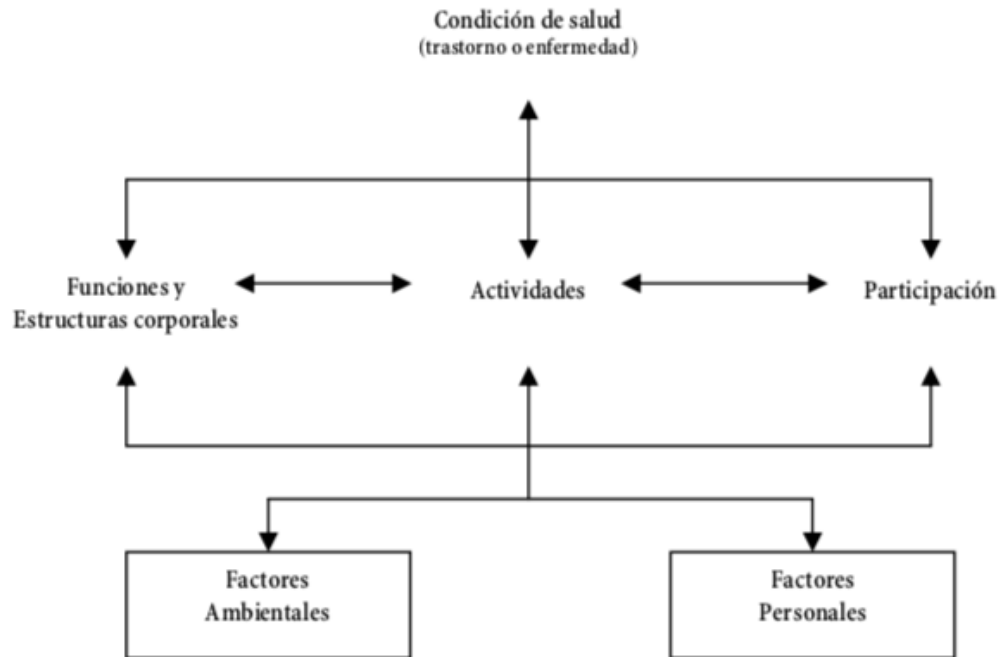 Condición de salud
(trastorno o enfermedad)
Funciones y
Estructuras corporales
Actividades
Participación
Factores
Ambientales
Factores
Personales